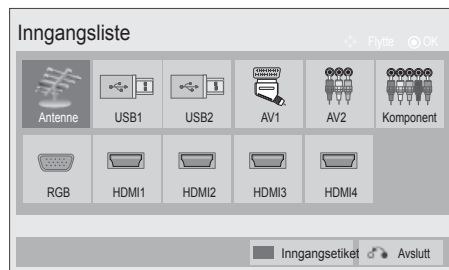 Inngangsliste
Flytte OK
Antenne USB1 USB2 AV1 AV2 Komponent
RGB HDMI1 HDMI2 HDMI3 HDMI4
Inngangsetiket Avslutt